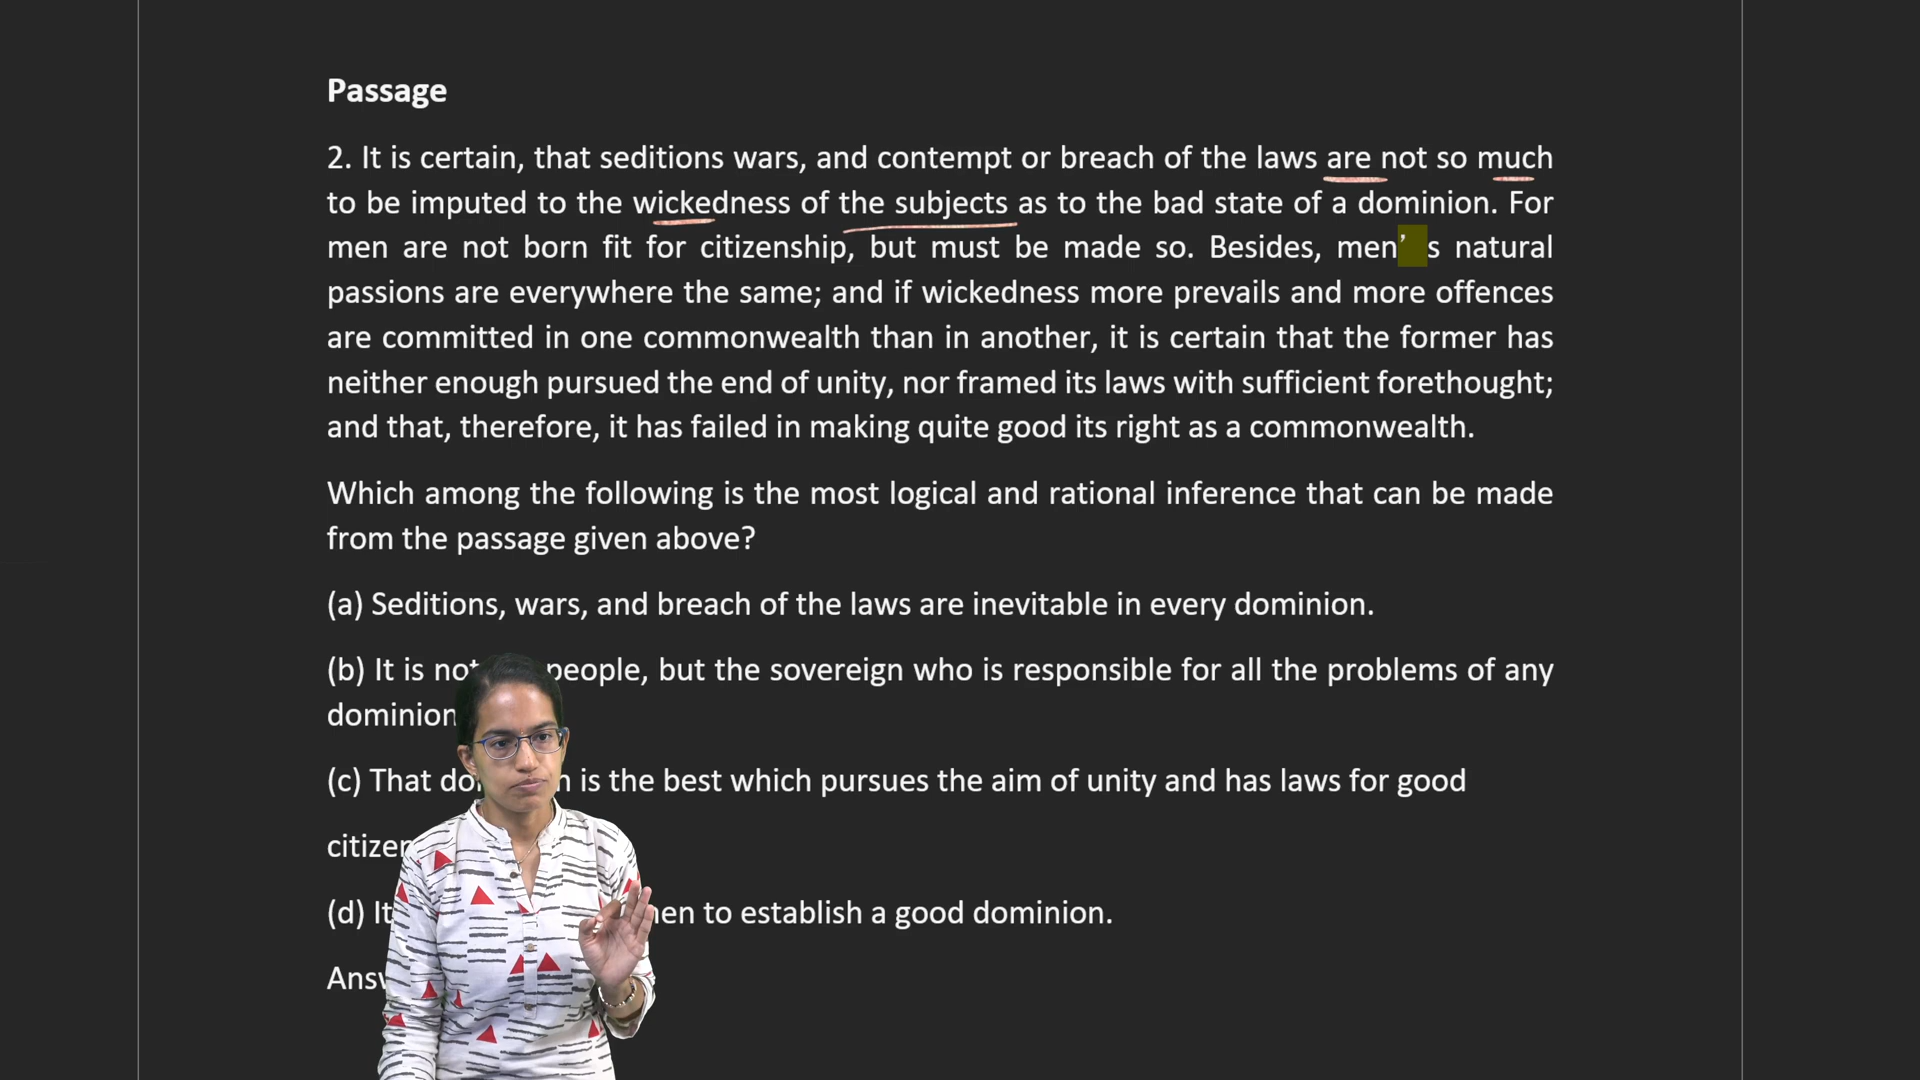 Passage
2. It is certain, that seditions wars, and contempt or breach of the laws are not so much
to be imputed to the wickedness of the subjects as to the bad state of a dominion. For
men are not born fit for citizenship, but must be made so. Besides, men’ s natural
passions are everywhere the same; and if wickedness more prevails and more offences
are committed in one commonwealth than in another, it is certain that the former has
neither enough pursued the end of unity, nor framed its laws with sufficient forethought;
and that, therefore, it has failed in making quite good its right as a commonwealth.
Which among the following is the most logical and rational inference that can be made
from the passage given above?
(a) Seditions, wars, and breach of the laws are inevitable in every dominion.
(b) It is not people, but the sovereign who is responsible for all the problems of any
dominion
(c) That is the best which pursues the aim of unity and has laws for good
(d) It to establish a good dominion.